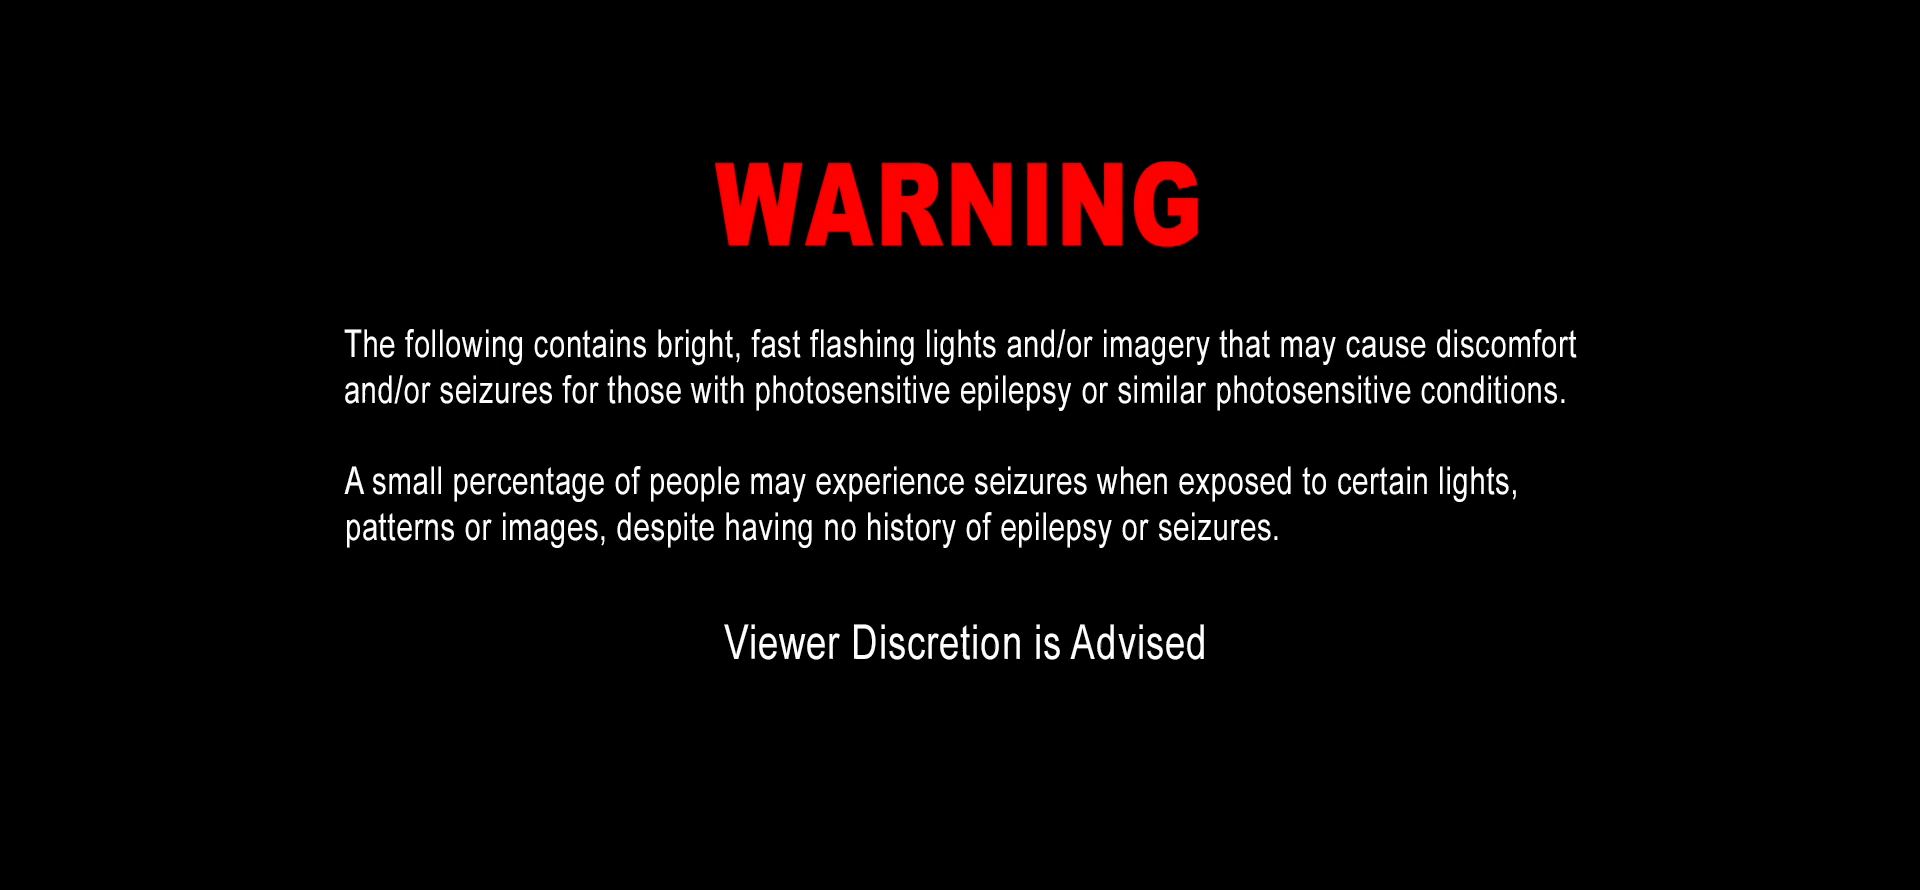 WARNING
The following contains bright, fast flashing lights and/or imagery that may cause discomfort
and/or seizures for those with photosensitive epilepsy or similar photosensitive conditions.
A small percentage of people may experience seizures when exposed to certain lights,
patterns or images, despite having no history of epilepsy or seizures.
Viewer Discretion is Advised